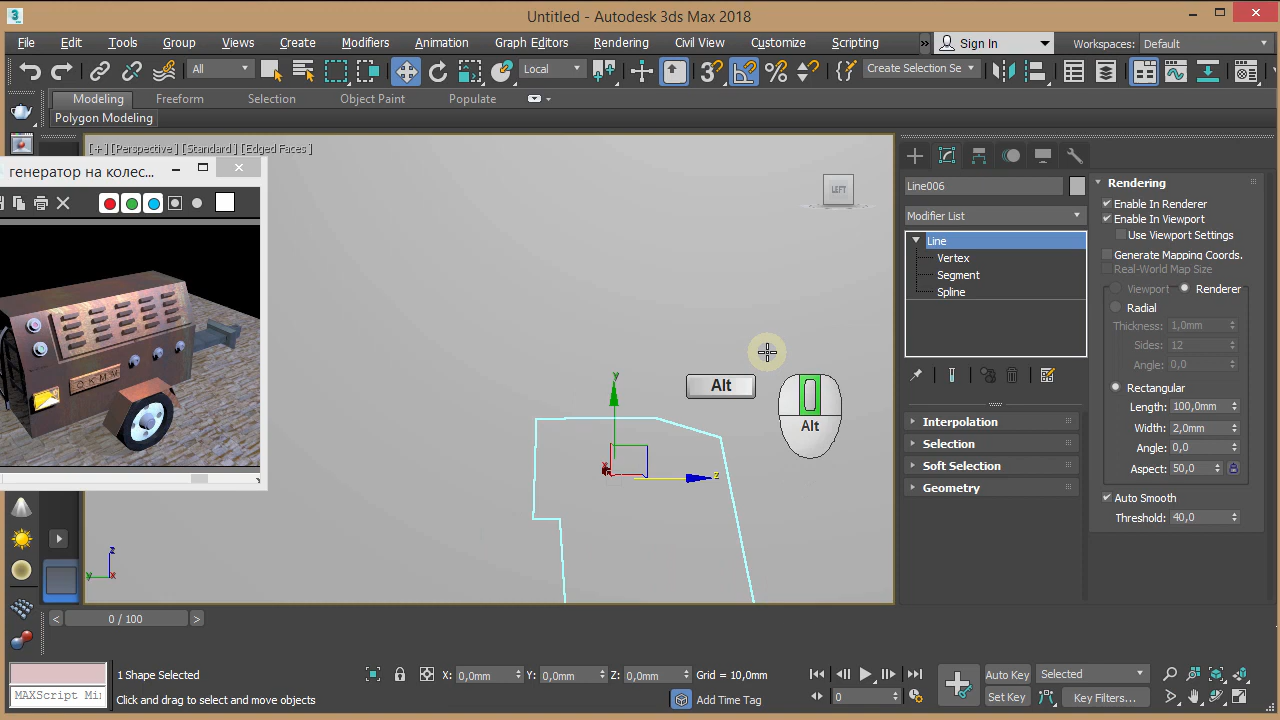 Untitled - Autodesk 3ds Max 2018
File Edit Tools Group Views Create Modifiers Animation Graph Editors Rendering Civil View Customize Scripting » Sign In Workspaces: Default
All Local Create Selection Se
Modeling Freeform Selection Object Paint Populate
Polygon Modeling
[+] [Perspective] [Standard] [Edged Faces]
генератор на колес...
LEFT
Line006
Modifier List
Line
Vertex
Segment
Spline
Interpolation
Selection
Soft Selection
Geometry
Rendering
Enable In Renderer
Enable In Viewport
Use Viewport Settings
Generate Mapping Coords.
Real-World Map Size
Viewport Renderer
Radial
Thickness: 1,0mm
Sides: 12
Angle: 0,0
Rectangular
Length: 100,0mm
Width: 2,0mm
Angle: 0,0
Aspect: 50,0
Auto Smooth
Threshold: 40,0
y
x
z
Alt
Alt
z
y x
< 0 / 100 >
1 Shape Selected X: 0,0mm Y: 0,0mm Z: 0,0mm Grid = 10,0mm Auto Key Selected
MAXScript Mi Click and drag to select and move objects Add Time Tag 0 Set Key Key Filters...